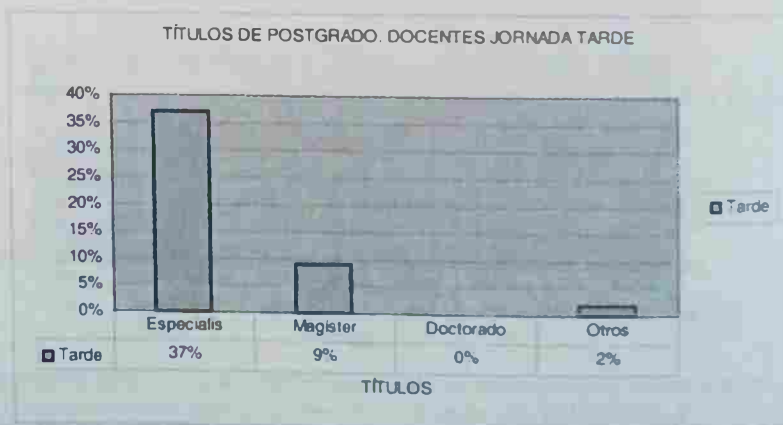 TÍTULOS DE POSTGRADO. DOCENTES JORNADA TARDE
40%
35%
30%
25%
20%
15%
10%
5%
0%
Tarde
Especialis Magister Doctorado Otros
Tarde 37% 9% 0% 2%
TÍTULOS